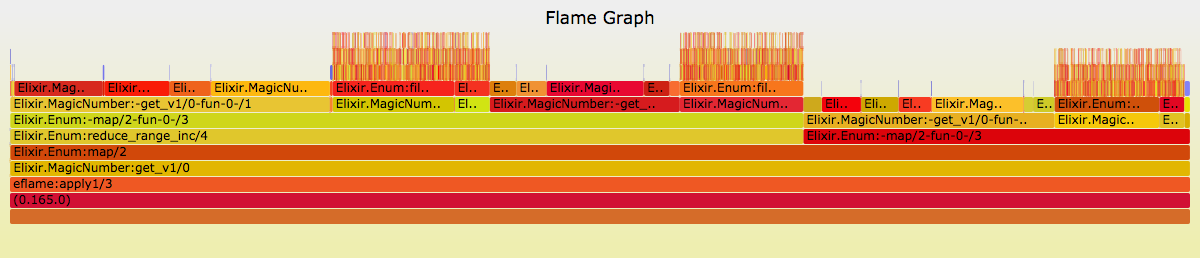 Flame Graph
Elixir.Mag.. Elixir... Eli.. Elixir.MagicNu.. Elixir.Enum:fil.. E.. E.. E.. Elixir.Magi.. E.. Elixir.Enum:fil..
Elixir.MagicNumber:-get_v1/0-fun-0-/1 Elixir.MagicNum.. El.. Elixir.MagicNumber:-get_.. Elixir.MagicNum.. Eli.. Eli.. E.. Elixir.Mag.. E.. Elixir.Enum:.. E..
Elixir.Enum:-map/2-fun-0-/3 Elixir.MagicNumber:-get_v1/0-fun-.. Elixir.Magic.. E..
Elixir.Enum:reduce_range_inc/4 Elixir.Enum:-map/2-fun-0-/3
Elixir.Enum:map/2
Elixir.MagicNumber:get_v1/0
eflame:apply1/3
(0.165.0)